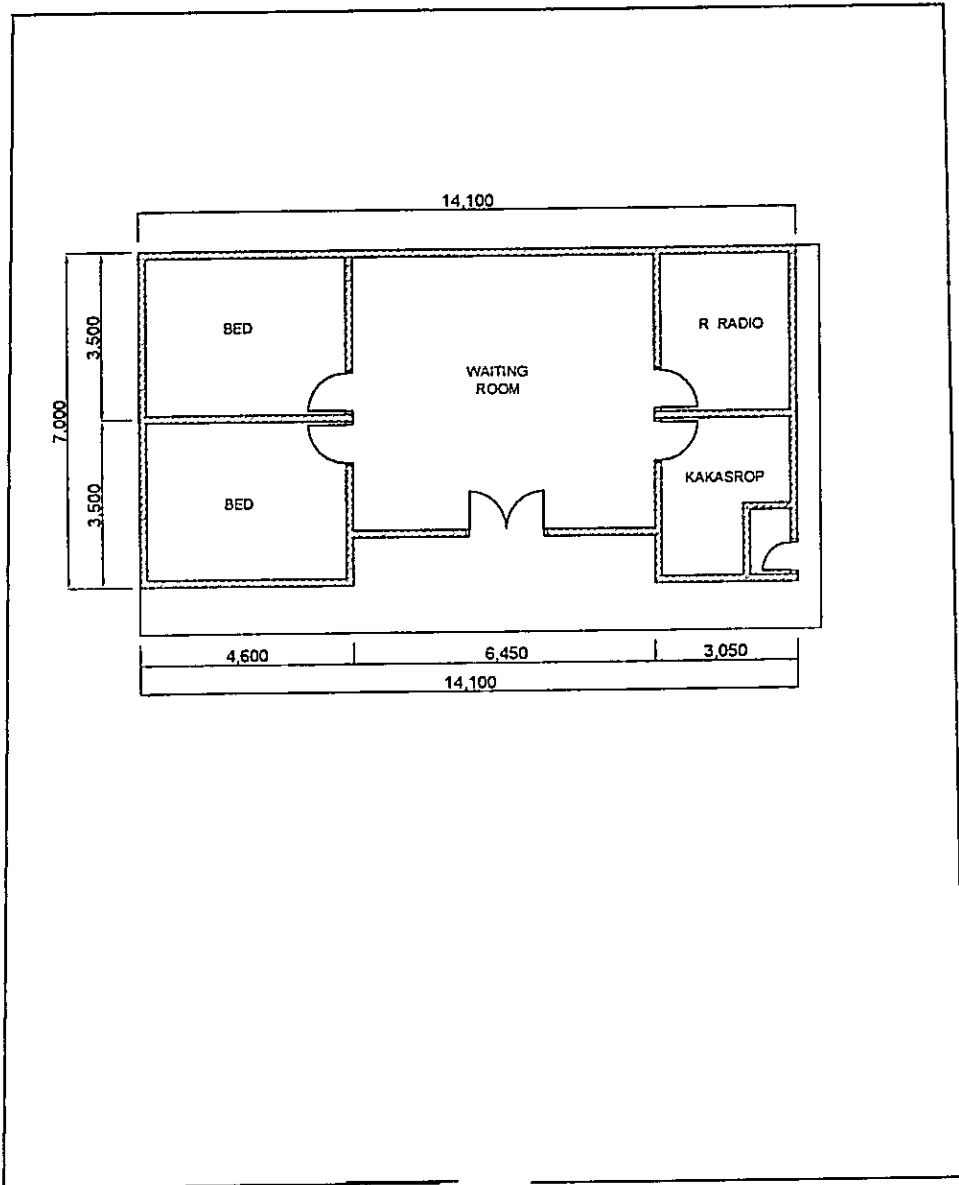 14,100
7,000
3,500
3,500
BED
WAITING
ROOM
R RADIO
BED
KAKASROP
4,600
6,450
3,050
14,100